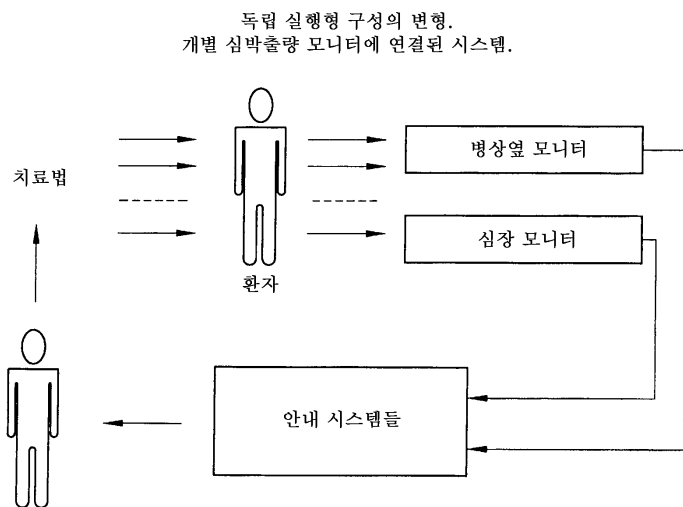 독립 실행형 구성의 변형.
개별 심박출량 모니터에 연결된 시스템.
병상옆 모니터
치료법
심장 모니터
환자
안내 시스템들